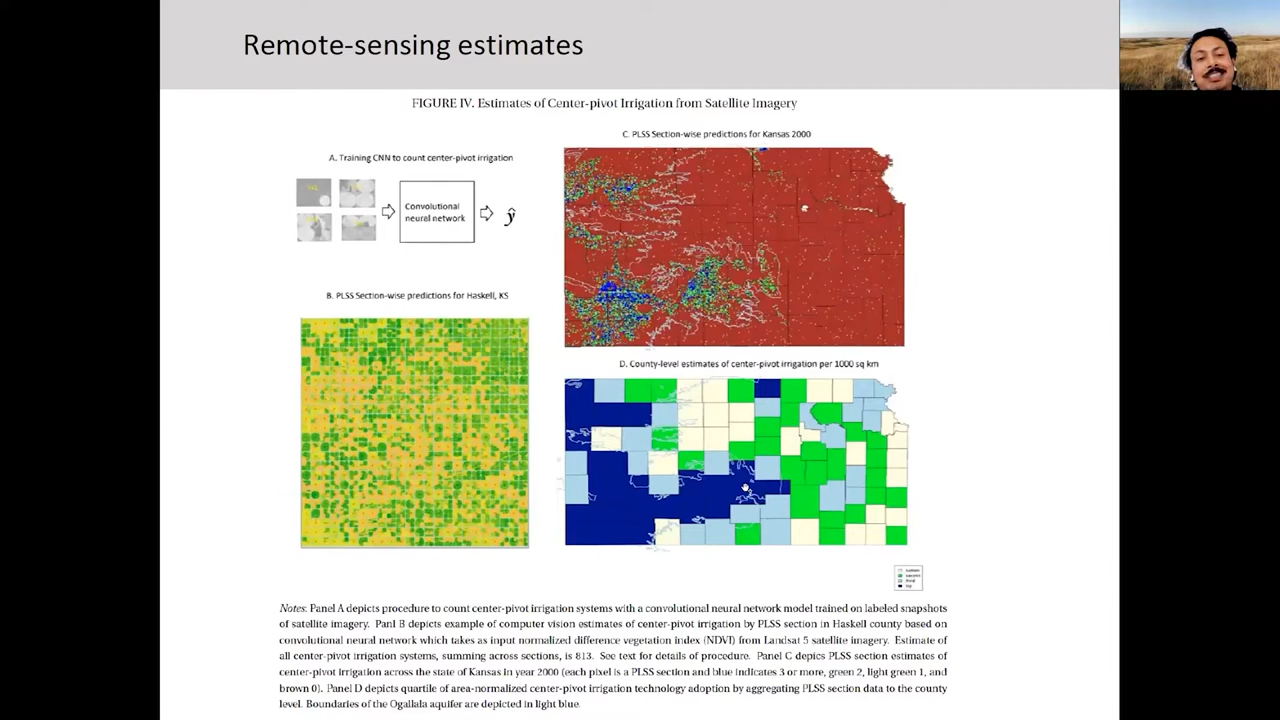 Remote-sensing estimates
FIGURE IV. Estimates of Center-pivot Irrigation from Satellite Imagery
A. Training CNN to count center-pivot irrigation
Convolutional
neural network
ŷ
B. PLSS Section-wise predictions for Haskell, KS
C. PLSS Section-wise predictions for Kansas 2000
D. County-level estimates of center-pivot irrigation per 1000 sq km
Notes: Panel A depicts procedure to count center-pivot irrigation systems with a convolutional neural network model trained on labeled snapshots
of satellite imagery. Panl B depicts example of computer vision estimates of center-pivot irrigation by PLSS section in Haskell county based on
convolutional neural network which takes as input normalized difference vegetation index (NDVI) from Landsat 5 satellite imagery. Estimate of
all center-pivot irrigation systems, summing across sections, is 813. See text for details of procedure. Panel C depics PLSS section estimates of
center-pivot irrigation across the state of Kansas in year 2000 (each pixel is a PLSS section and blue indicates 3 or more, green 2, light green 1, and
brown 0). Panel D depicts quartile of area-normalized center-pivot irrigation technology adoption by aggregating PLSS section data to the county
level. Boundaries of the Ogallala aquifer are depicted in light blue.